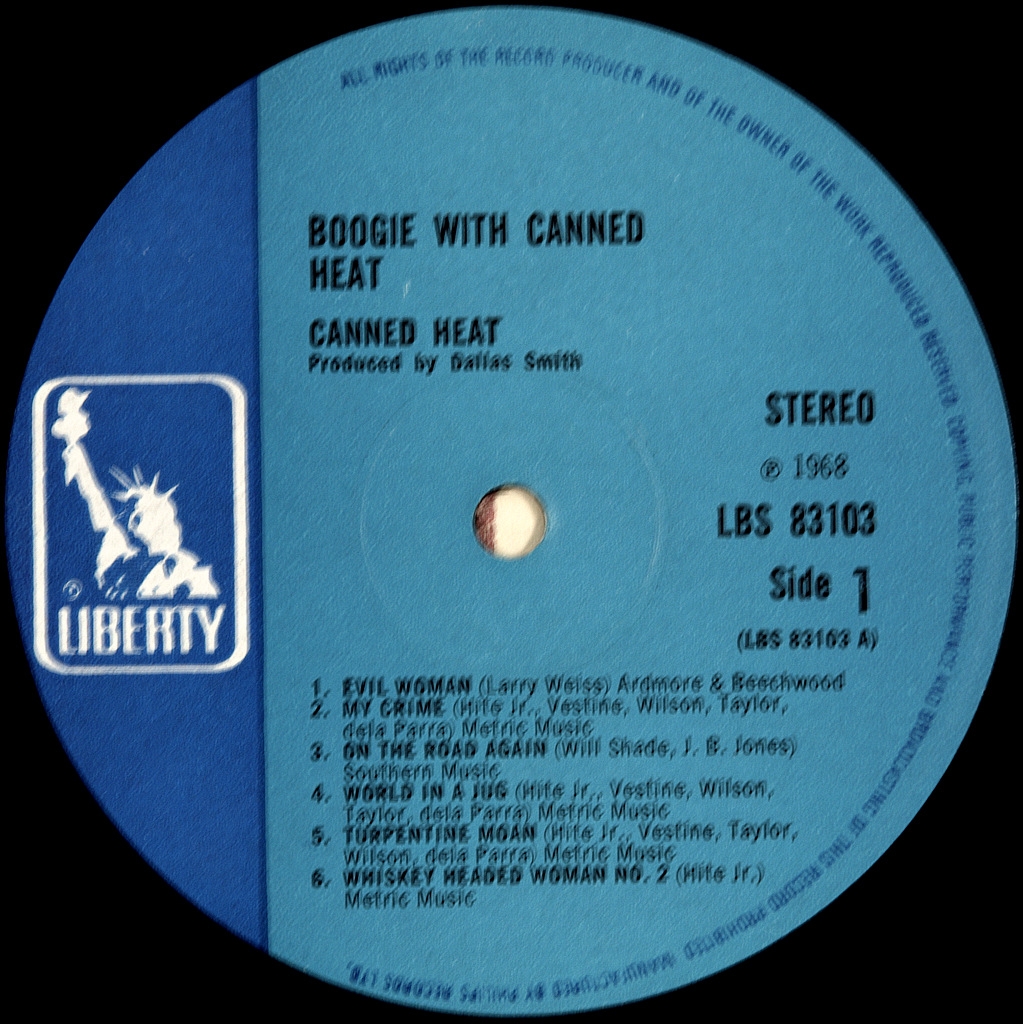 ALL RIGHTS OF THE RECORD PRODUCER AND OF THE OWNER OF THE WORK REPRODUCED RESERVED. COPYING, PUBLIC PERFORMANCE AND BROADCASTING OF THIS RECORD PROHIBITED. MANUFACTURED BY PHILIPS RECORDS LTD.
BOOGIE WITH CANNED
HEAT
CANNED HEAT
Produced by Dallas Smith
STEREO
℗ 1968
LBS 83103
Side 1
(LBS 83103 A)
®
LIBERTY
1. EVIL WOMAN (Larry Weiss) Ardmore & Beechwood
2. MY CRIME (Hite Jr., Vestine, Wilson, Taylor,
dela Parra) Metric Music
3. ON THE ROAD AGAIN (Will Shade, J. B. Jones)
Southern Music
4. WORLD IN A JUG (Hite Jr., Vestine, Wilson,
Taylor, dela Parra) Metric Music
5. TURPENTINE MOAN (Hite Jr., Vestine, Taylor,
Wilson, dela Parra) Metric Music
6. WHISKEY HEADED WOMAN NO. 2 (Hite Jr.)
Metric Music